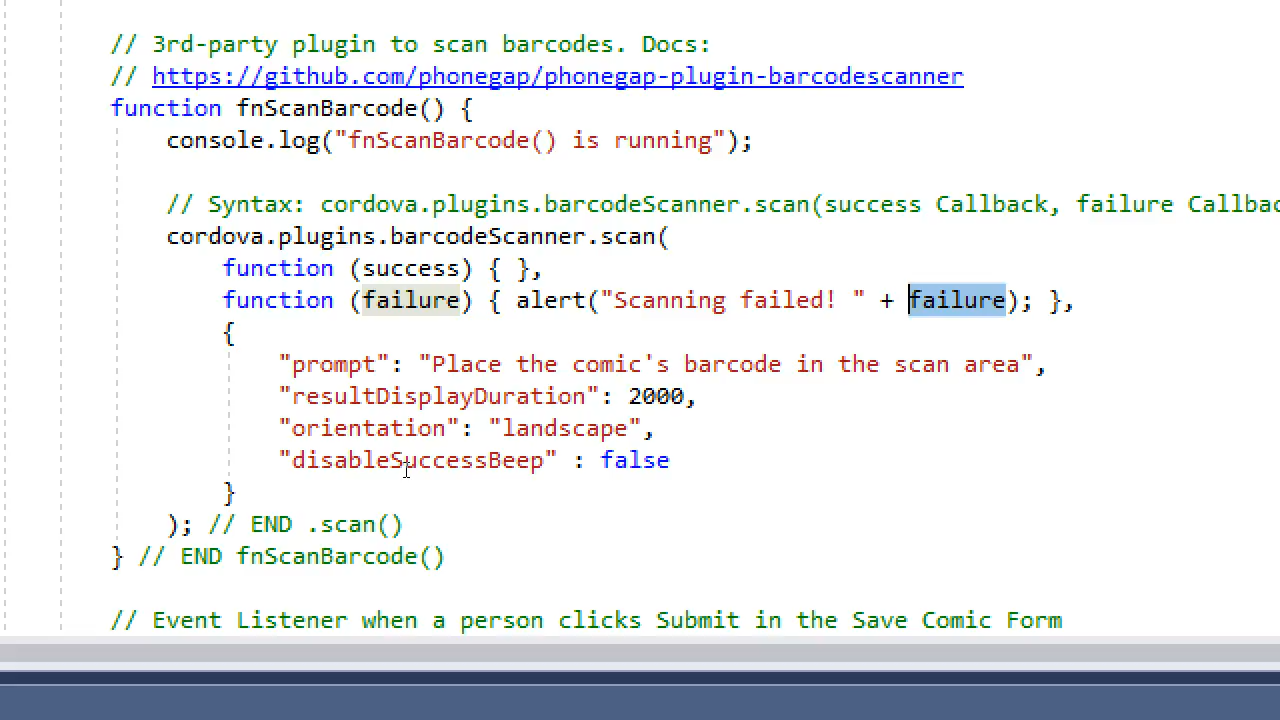 // 3rd-party plugin to scan barcodes. Docs:
// https://github.com/phonegap/phonegap-plugin-barcodescanner
function fnScanBarcode() {
console.log("fnScanBarcode() is running");
// Syntax: cordova.plugins.barcodeScanner.scan(success Callback, failure Callbac
cordova.plugins.barcodeScanner.scan(
function (success) { },
function (failure) { alert("Scanning failed! " + failure); },
{
"prompt": "Place the comic's barcode in the scan area",
"resultDisplayDuration": 2000,
"orientation": "landscape",
"disableSuccessBeep" : false
}
); // END .scan()
} // END fnScanBarcode()
// Event Listener when a person clicks Submit in the Save Comic Form